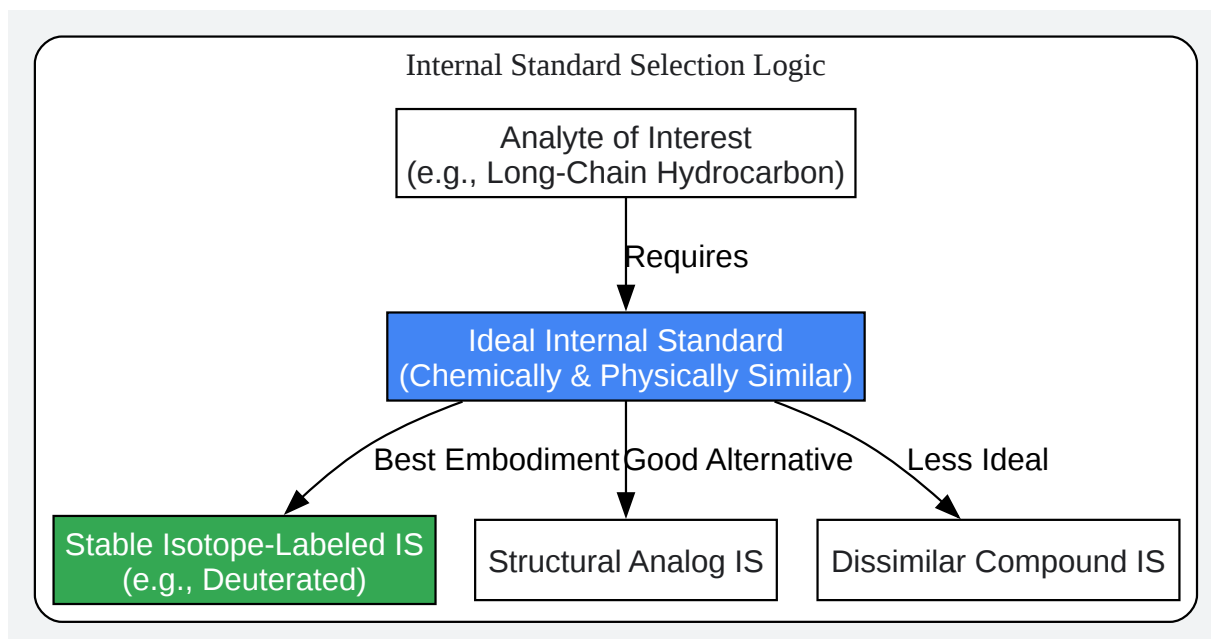 Internal Standard Selection Logic
Analyte of Interest
(e.g., Long-Chain Hydrocarbon)
Requires
Ideal Internal Standard
(Chemically & Physically Similar)
Best Embodiment
Good Alternative
Less Ideal
Stable Isotope-Labeled IS
(e.g., Deuterated)
Structural Analog IS
Dissimilar Compound IS